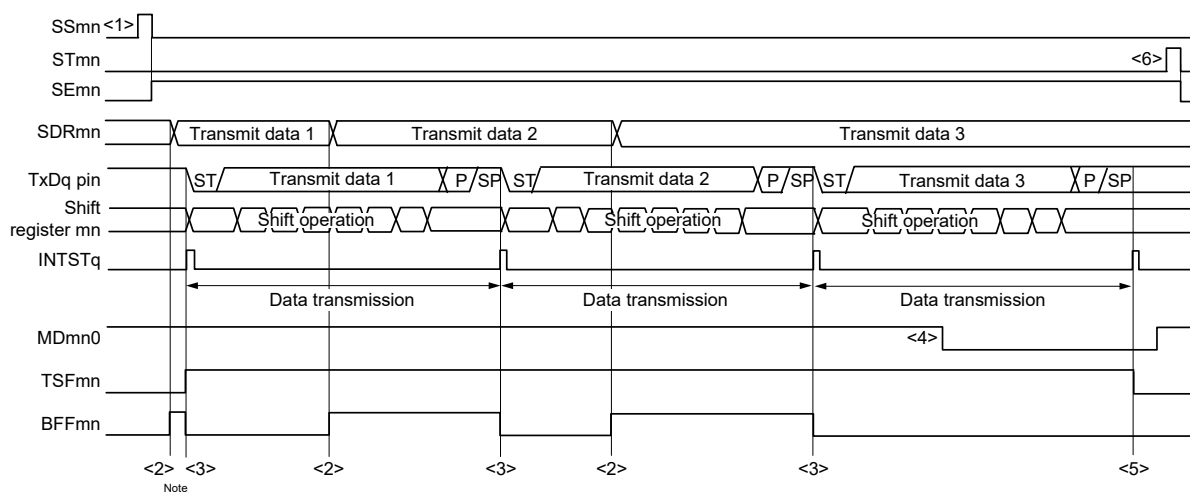 SSmn <1>
STmn <6>
SEmn
SDRmn Transmit data 1 Transmit data 2 Transmit data 3
TxDq pin ST Transmit data 1 P SP ST Transmit data 2 P SP ST Transmit data 3 P SP
Shift
register mn Shift operation Shift operation Shift operation
INTSTq
Data transmission Data transmission Data transmission
MDmn0 <4>
TSFmn
BFFmn
<2> <3> <2> <3> <2> <3> <5>
Note